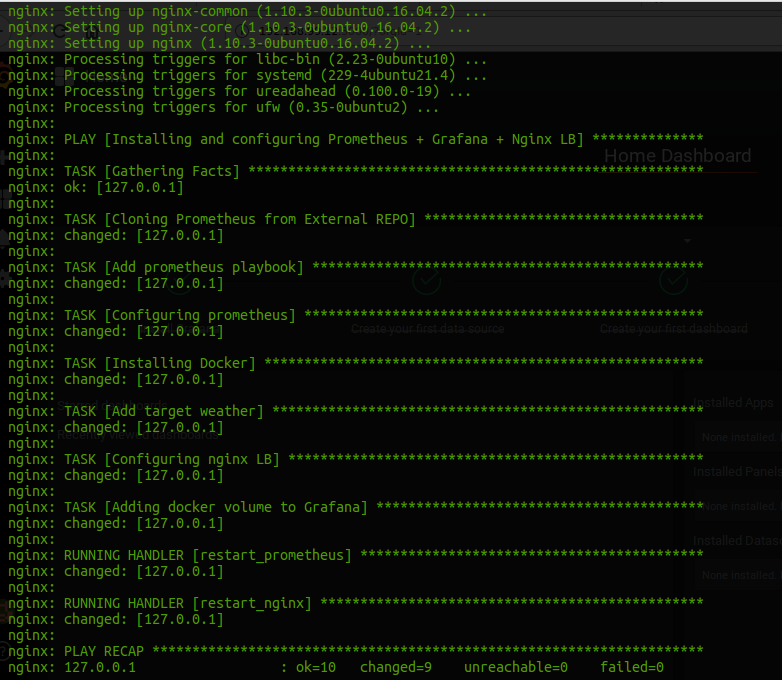 nginx: Setting up nginx-common (1.10.3-0ubuntu0.16.04.2) ...
nginx: Setting up nginx-core (1.10.3-0ubuntu0.16.04.2) ...
nginx: Setting up nginx (1.10.3-0ubuntu0.16.04.2) ...
nginx: Processing triggers for libc-bin (2.23-0ubuntu10) ...
nginx: Processing triggers for systemd (229-4ubuntu21.4) ...
nginx: Processing triggers for ureadahead (0.100.0-19) ...
nginx: Processing triggers for ufw (0.35-0ubuntu2) ...
nginx:
nginx: PLAY [Installing and configuring Prometheus + Grafana + Nginx LB] **************
nginx:
Home Dashboard
nginx: TASK [Gathering Facts] *********************************************************
nginx: ok: [127.0.0.1]
nginx:
nginx: TASK [Cloning Prometheus from External REPO] ***********************************
nginx: changed: [127.0.0.1]
nginx:
nginx: TASK [Add prometheus playbook] *************************************************
nginx: changed: [127.0.0.1]
nginx:
nginx: TASK [Configuring prometheus] **************************************************
nginx: changed: [127.0.0.1]
Create your first data source
Create your first dashboard
nginx:
nginx: TASK [Installing Docker] *******************************************************
nginx: changed: [127.0.0.1]
nginx:
Installed Apps
nginx: TASK [Add target weather] ******************************************************
nginx: changed: [127.0.0.1]
Recently viewed dashboards
None installed.
nginx:
nginx: TASK [Configuring nginx LB] ****************************************************
Installed Panels
nginx: changed: [127.0.0.1]
nginx:
nginx: TASK [Adding docker volume to Grafana] *****************************************
None installed.
nginx: changed: [127.0.0.1]
nginx:
Installed Datas
nginx: RUNNING HANDLER [restart_prometheus] *******************************************
nginx: changed: [127.0.0.1]
None installed.
nginx:
nginx: RUNNING HANDLER [restart_nginx] ************************************************
nginx: changed: [127.0.0.1]
nginx:
nginx: PLAY RECAP *********************************************************************
nginx: 127.0.0.1 : ok=10 changed=9 unreachable=0 failed=0